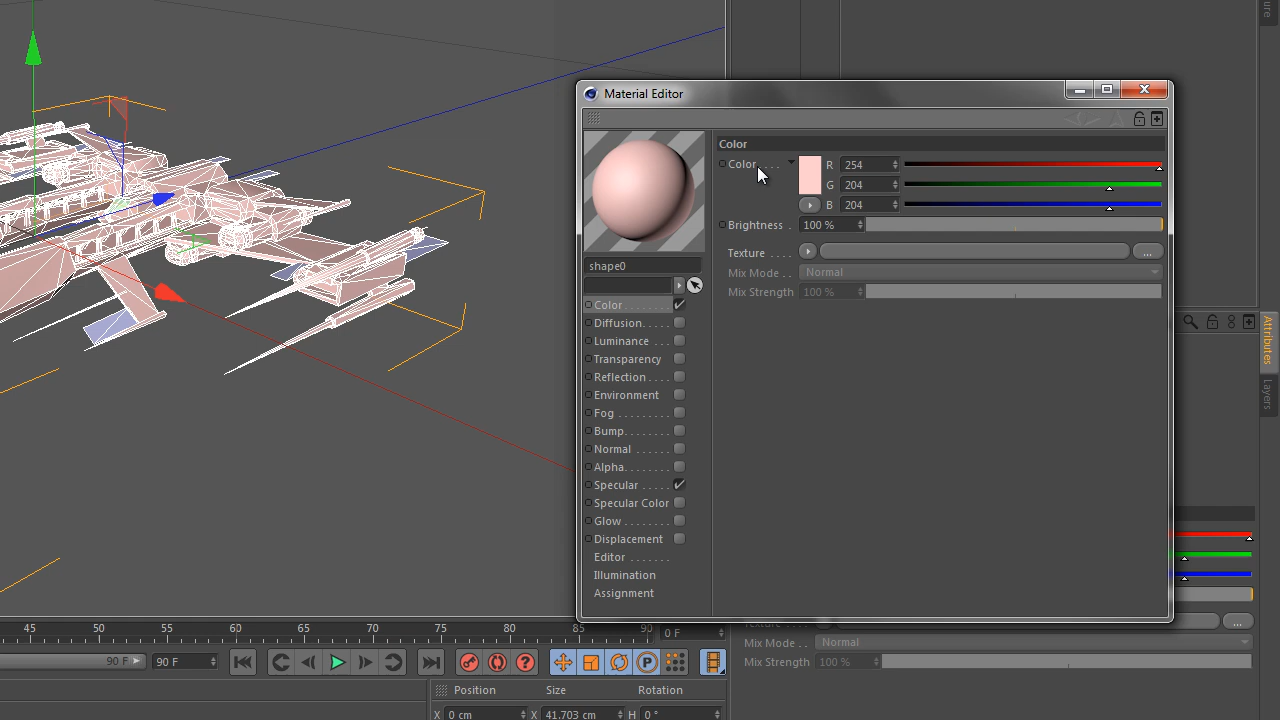 Material Editor
Color
Color . . . .
R 254
G 204
B 204
Brightness . 100 %
Texture . . . . ...
Mix Mode . . Normal
Mix Strength 100 %
shape0
Color . . . . . . . .
Diffusion. . . . .
Luminance . . .
Transparency
Reflection . . . .
Environment
Fog . . . . . . . . .
Bump. . . . . . . .
Normal . . . . . .
Alpha. . . . . . . .
Specular . . . . .
Specular Color
Glow . . . . . . . .
Displacement
Editor . . . . . . .
Illumination
Assignment
Attributes
Layers
...
Mix Mode . . Normal
Mix Strength 100 %
45 50 55 60 65 70 75 80 85 90
0 F
90 F
90 F
P
Position Size Rotation
X 0 cm X 41.703 cm H 0 °